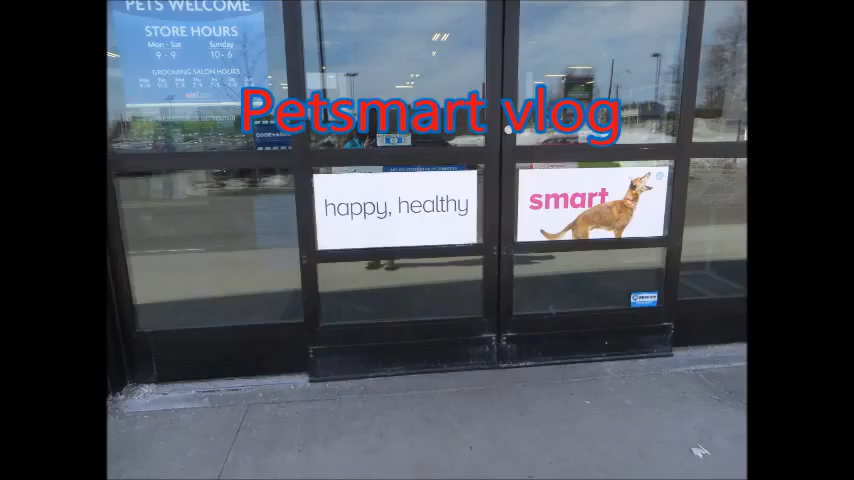 PETS WELCOME
STORE HOURS
Mon - Sat Sunday
9 - 9 10 - 6
GROOMING SALON HOURS
Petsmart vlog
happy, healthy
smart